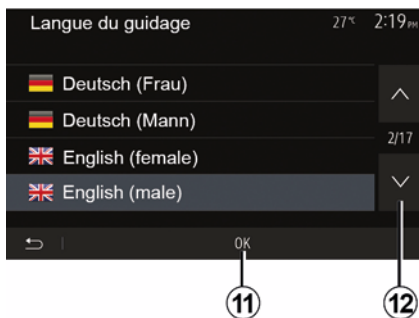 Langue du guidage 27°C 2:19PM
Deutsch (Frau)
Deutsch (Mann)
2/17
English (female)
English (male)
OK
11 12